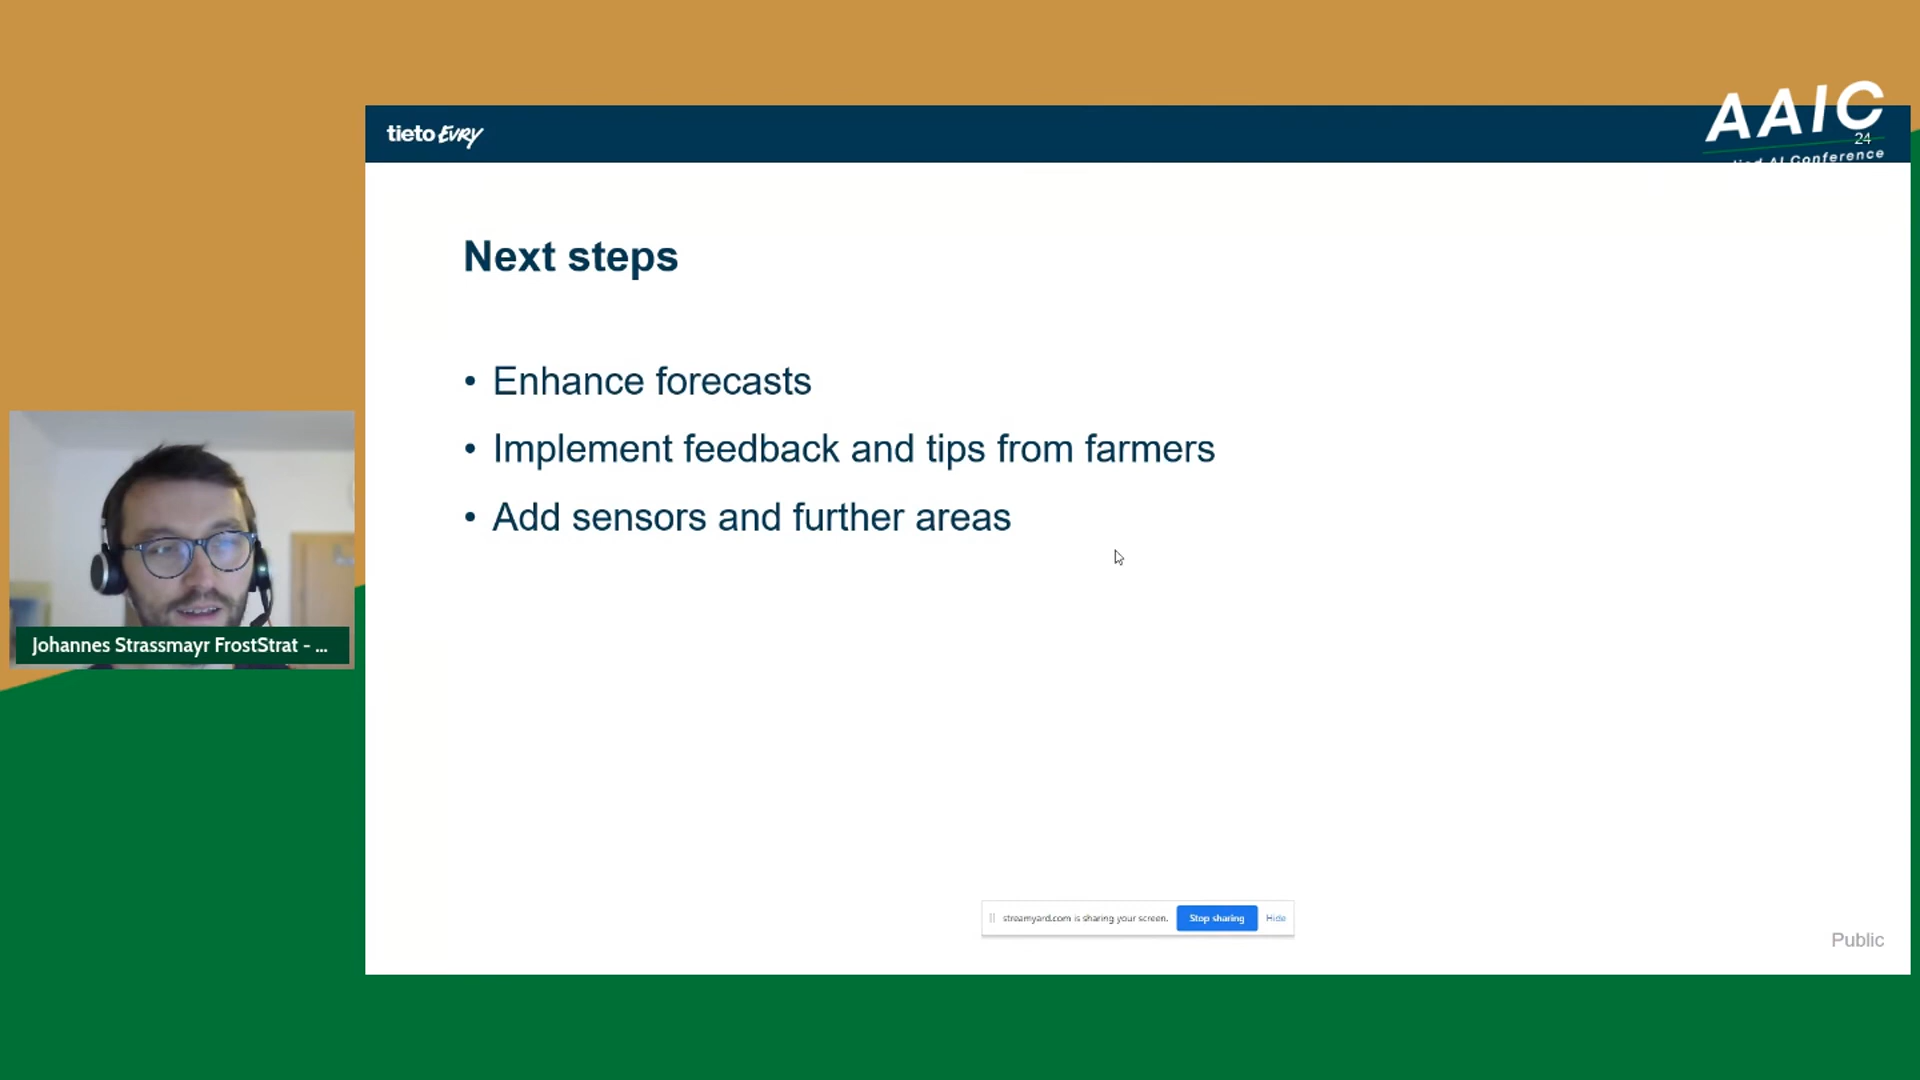 tieto Evry
AAIC
24
AI Conference
Next steps
• Enhance forecasts
• Implement feedback and tips from farmers
• Add sensors and further areas
Johannes Strassmayr FrostStrat - ...
streamyard.com is sharing your screen.
Stop sharing
Hide
Public